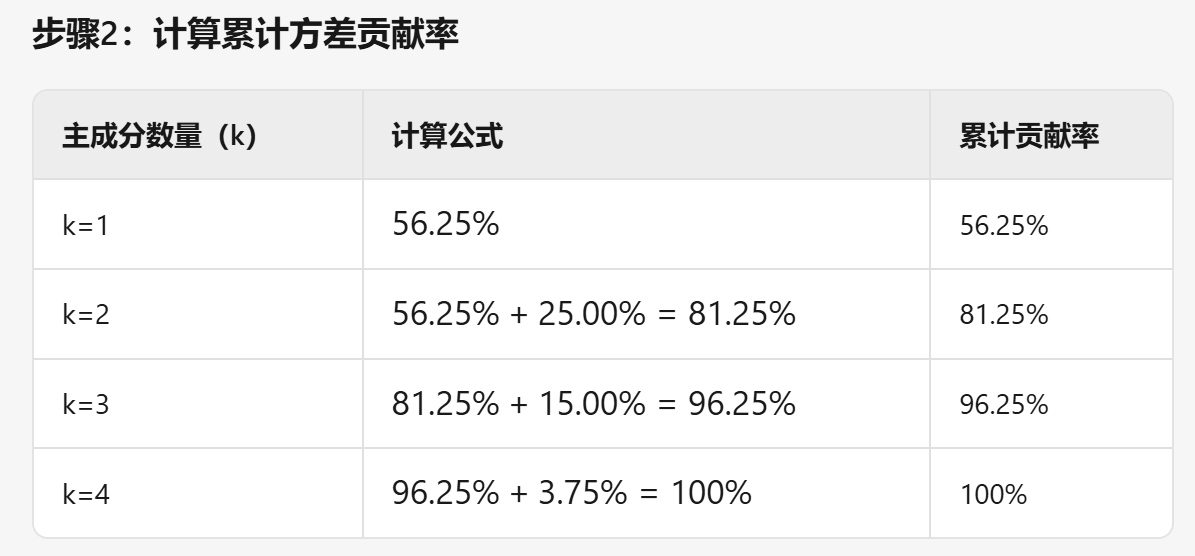 步骤2：计算累计方差贡献率
主成分数量（k） 计算公式 累计贡献率
k=1 56.25% 56.25%
k=2 56.25% + 25.00% = 81.25% 81.25%
k=3 81.25% + 15.00% = 96.25% 96.25%
k=4 96.25% + 3.75% = 100% 100%